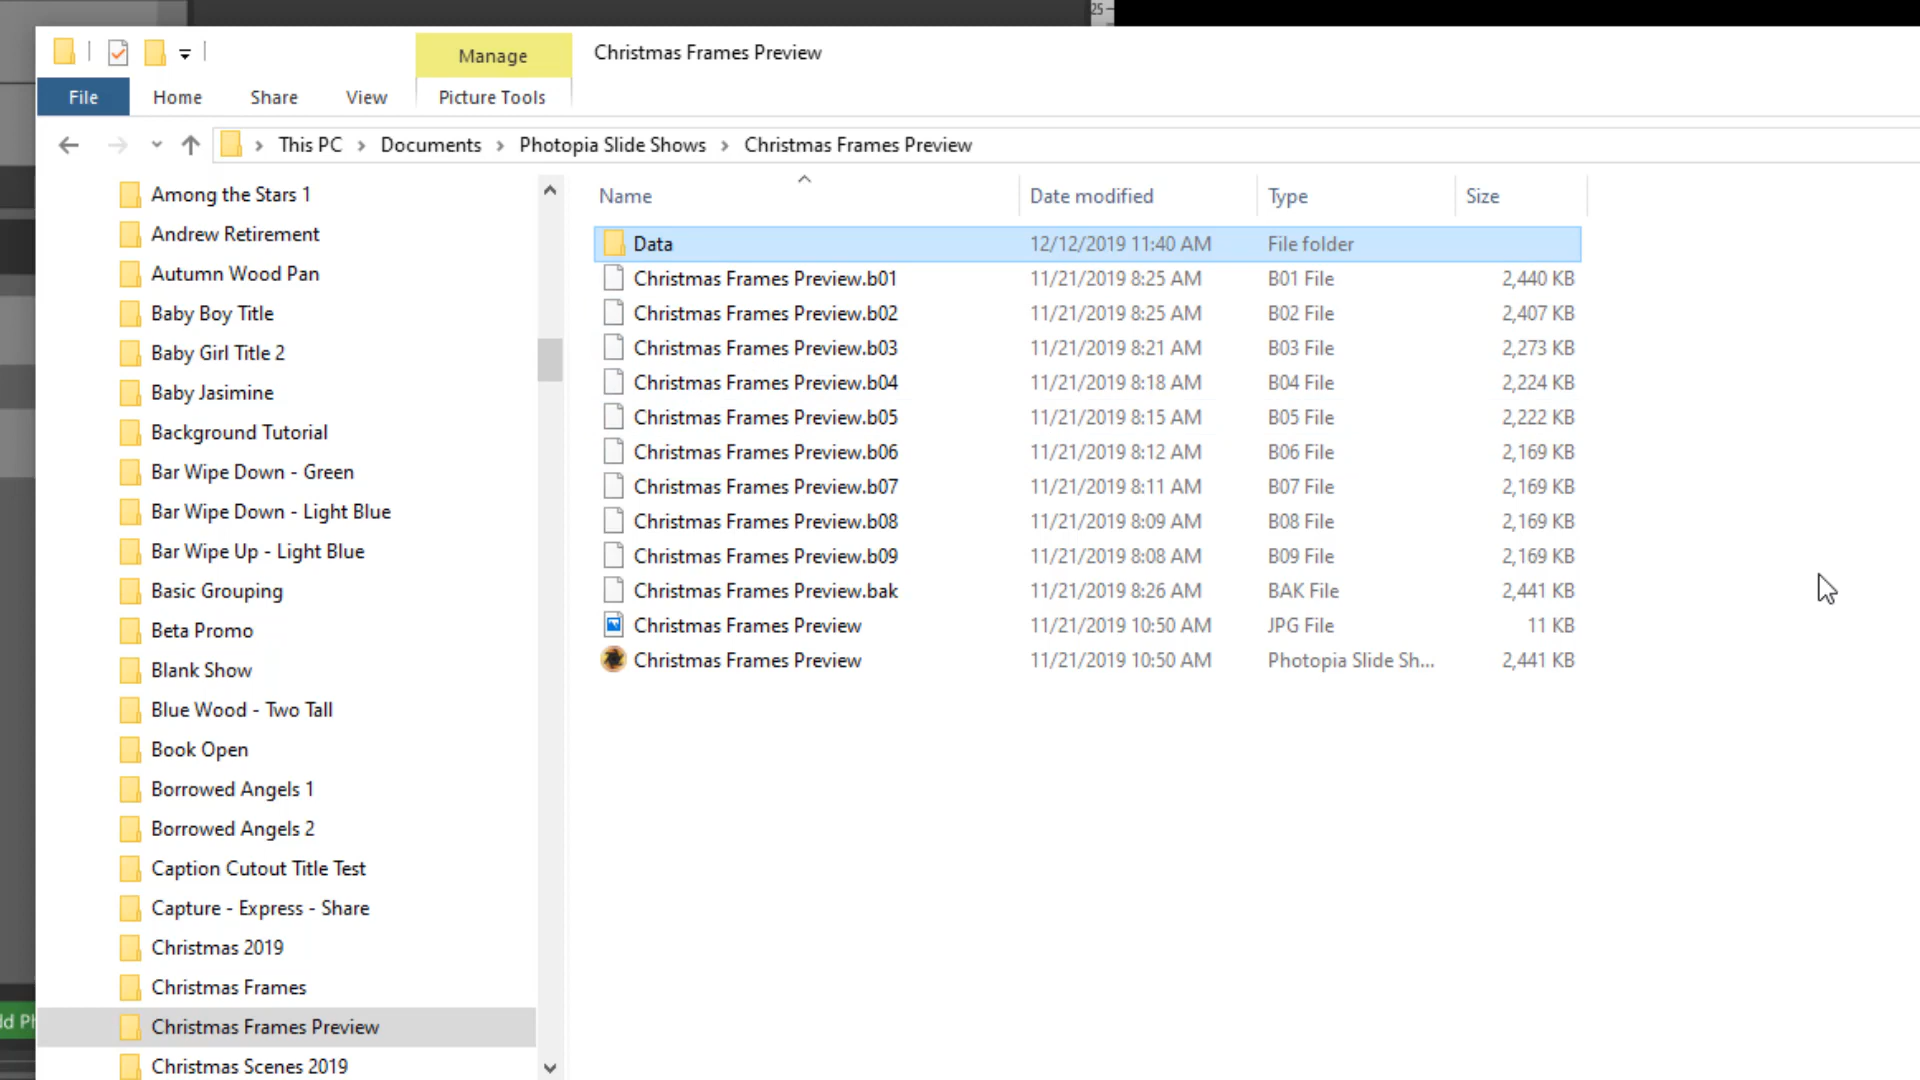 25
Manage
Christmas Frames Preview
File
Home
Share
View
Picture Tools
This PC > Documents > Photopia Slide Shows > Christmas Frames Preview
Among the Stars 1
Andrew Retirement
Autumn Wood Pan
Baby Boy Title
Baby Girl Title 2
Baby Jasimine
Background Tutorial
Bar Wipe Down - Green
Bar Wipe Down - Light Blue
Bar Wipe Up - Light Blue
Basic Grouping
Beta Promo
Blank Show
Blue Wood - Two Tall
Book Open
Borrowed Angels 1
Borrowed Angels 2
Caption Cutout Title Test
Capture - Express - Share
Christmas 2019
Christmas Frames
Christmas Frames Preview
Christmas Scenes 2019
Name Date modified Type Size
Data 12/12/2019 11:40 AM File folder
Christmas Frames Preview.b01 11/21/2019 8:25 AM B01 File 2,440 KB
Christmas Frames Preview.b02 11/21/2019 8:25 AM B02 File 2,407 KB
Christmas Frames Preview.b03 11/21/2019 8:21 AM B03 File 2,273 KB
Christmas Frames Preview.b04 11/21/2019 8:18 AM B04 File 2,224 KB
Christmas Frames Preview.b05 11/21/2019 8:15 AM B05 File 2,222 KB
Christmas Frames Preview.b06 11/21/2019 8:12 AM B06 File 2,169 KB
Christmas Frames Preview.b07 11/21/2019 8:11 AM B07 File 2,169 KB
Christmas Frames Preview.b08 11/21/2019 8:09 AM B08 File 2,169 KB
Christmas Frames Preview.b09 11/21/2019 8:08 AM B09 File 2,169 KB
Christmas Frames Preview.bak 11/21/2019 8:26 AM BAK File 2,441 KB
Christmas Frames Preview 11/21/2019 10:50 AM JPG File 11 KB
Christmas Frames Preview 11/21/2019 10:50 AM Photopia Slide Sh... 2,441 KB